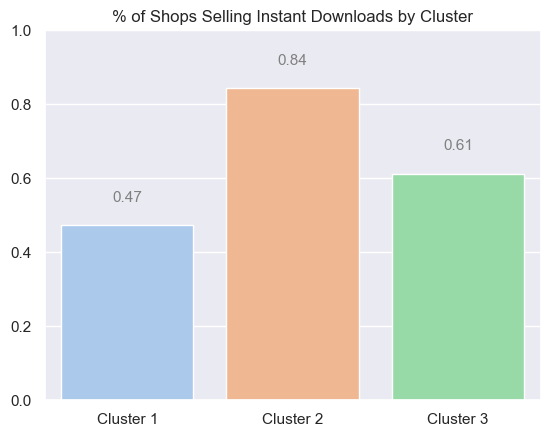 % of Shops Selling Instant Downloads by Cluster
1.0
0.8
0.6
0.4
0.2
0.0
0.47
0.84
0.61
Cluster 1
Cluster 2
Cluster 3